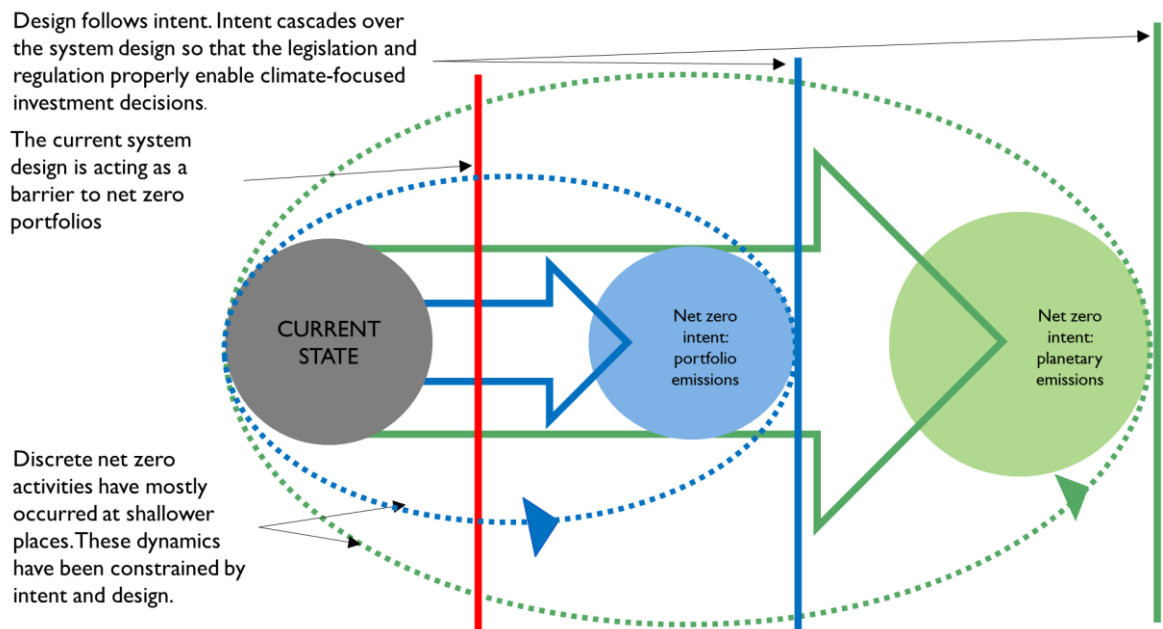 Design follows intent. Intent cascades over
the system design so that the legislation and
regulation properly enable climate-focused
investment decisions.
The current system
design is acting as a
barrier to net zero
portfolios
CURRENT
STATE
Net zero
intent:
portfolio
emissions
Net zero
intent:
planetary
emissions
Discrete net zero
activities have mostly
occurred at shallower
places. These dynamics
have been constrained by
intent and design.